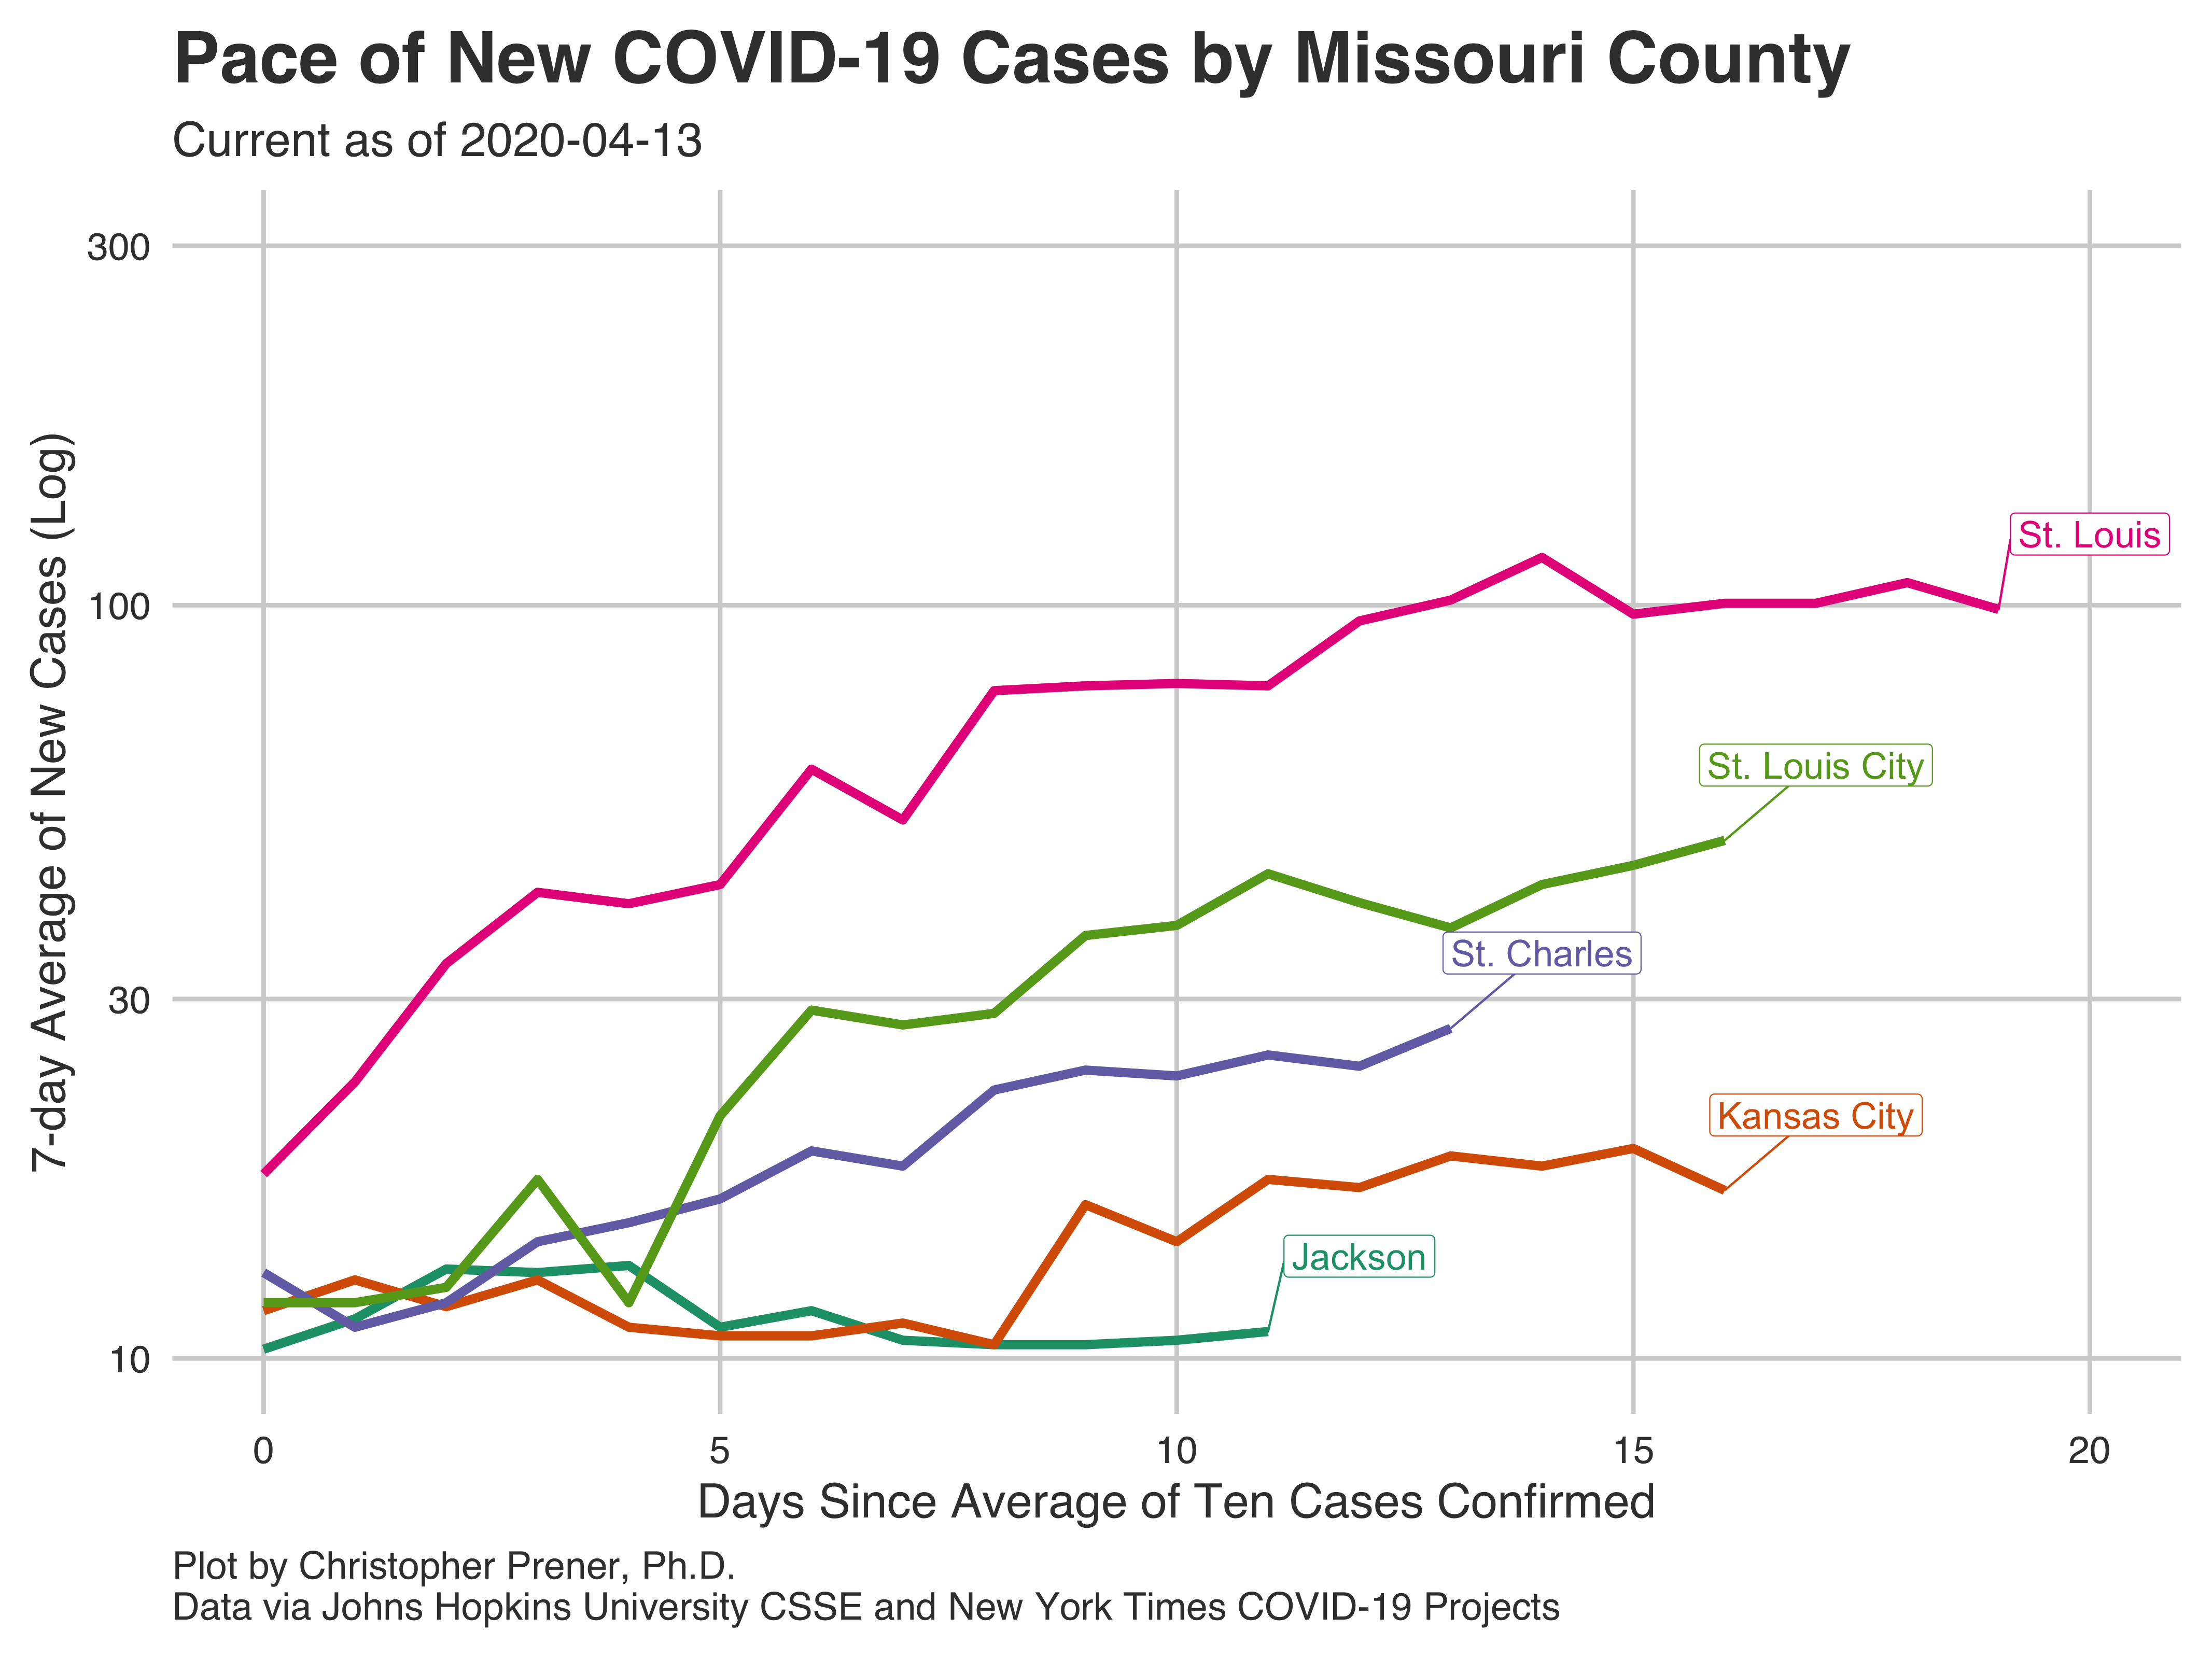 Pace of New COVID-19 Cases by Missouri County
Current as of 2020-04-13
7-day Average of New Cases (Log)
300
100
30
10
St. Louis
St. Louis City
St. Charles
Kansas City
Jackson
0 5 10 15 20
Days Since Average of Ten Cases Confirmed
Plot by Christopher Prener, Ph.D.
Data via Johns Hopkins University CSSE and New York Times COVID-19 Projects